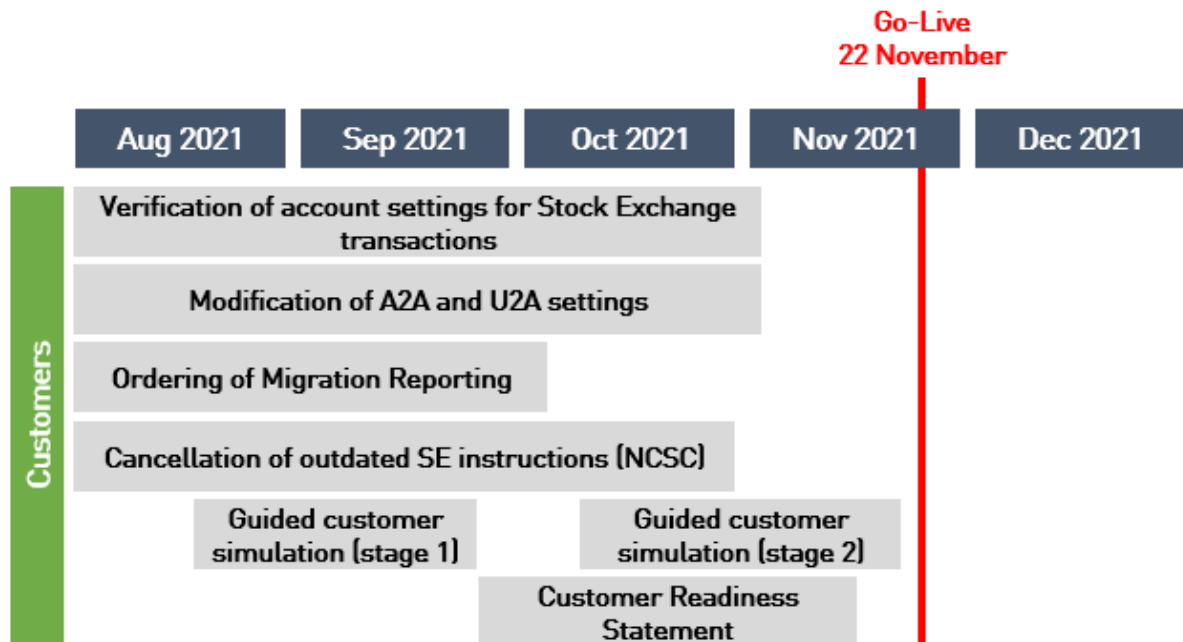 Go-Live
22 November
Aug 2021
Sep 2021
Oct 2021
Nov 2021
Dec 2021
Customers
Verification of account settings for Stock Exchange
transactions
Modification of A2A and U2A settings
Ordering of Migration Reporting
Cancellation of outdated SE instructions (NCSC)
Guided customer
simulation (stage 1)
Guided customer
simulation (stage 2)
Customer Readiness
Statement